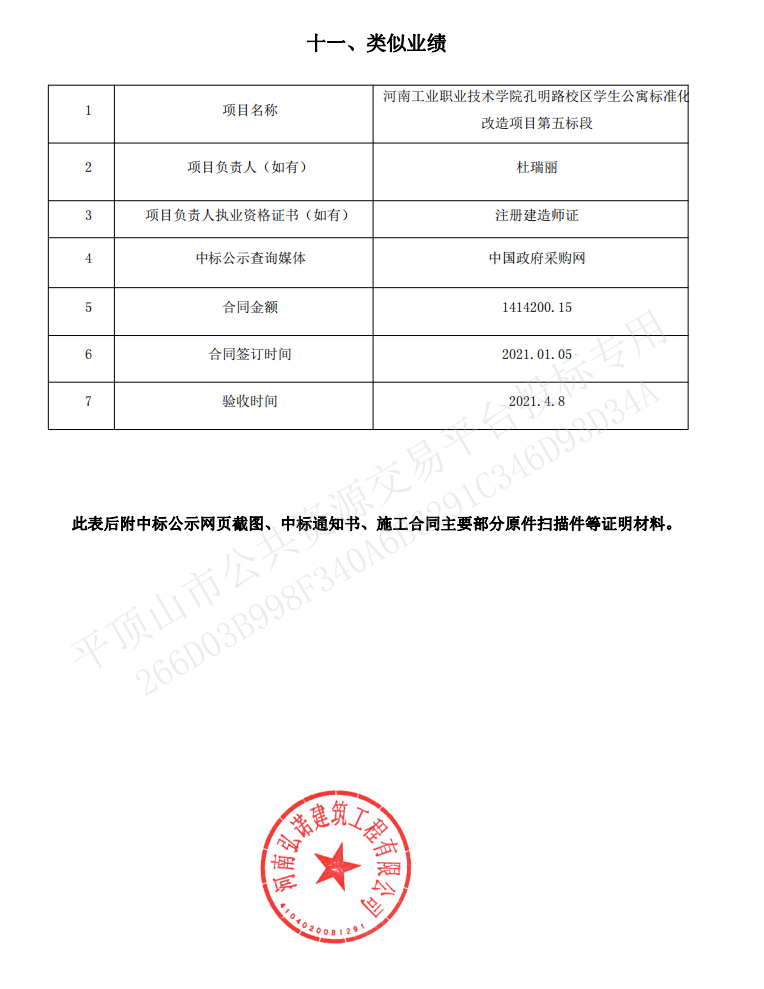 十一、类似业绩
1 项目名称 河南工业职业技术学院孔明路校区学生公寓标准化
改造项目第五标段
2 项目负责人（如有） 杜瑞丽
3 项目负责人执业资格证书（如有） 注册建造师证
4 中标公示查询媒体 中国政府采购网
5 合同金额 1414200.15
6 合同签订时间 2021.01.05
7 验收时间 2021.4.8
此表后附中标公示网页截图、中标通知书、施工合同主要部分原件扫描件等证明材料。
平顶山市公共资源交易平台投标专用
266D03B998F340A6B6291C346D93D34A
河南弘诺建筑工程有限公司
4104020081291